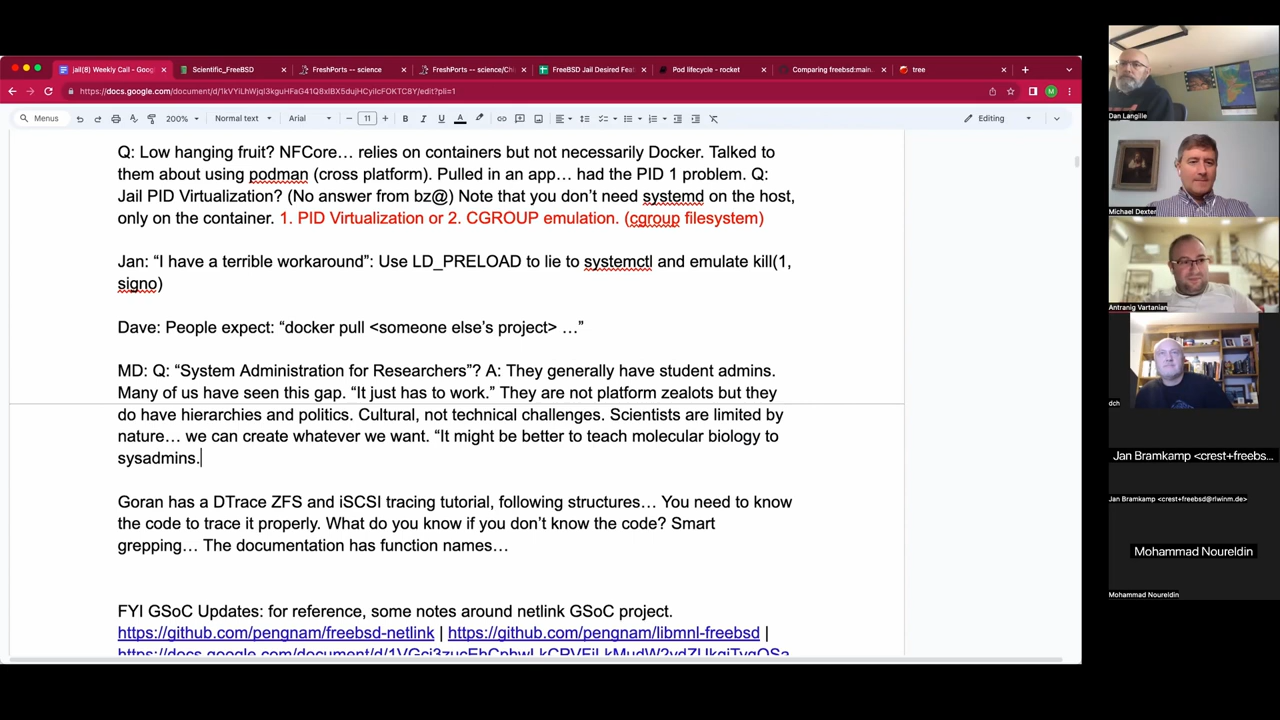 jail(8) Weekly Call - Goog
Scientific_FreeBSD
FreshPorts -- science
FreshPorts -- science/Ch
FreeBSD Jail Desired Fea
Pod lifecycle - rocket
Comparing freebsd:main..
tree
Menus
200%
Normal text
Arial
11
Editing
Q: Low hanging fruit? NFCore… relies on containers but not necessarily Docker. Talked to
them about using podman (cross platform). Pulled in an app… had the PID 1 problem. Q:
Jail PID Virtualization? (No answer from bz@) Note that you don’t need systemd on the host,
only on the container. 1. PID Virtualization or 2. CGROUP emulation. (cgroup filesystem)
Jan: “I have a terrible workaround”: Use LD_PRELOAD to lie to systemctl and emulate kill(1,
signo)
Dave: People expect: “docker pull <someone else’s project> …”
MD: Q: “System Administration for Researchers”? A: They generally have student admins.
Many of us have seen this gap. “It just has to work.” They are not platform zealots but they
do have hierarchies and politics. Cultural, not technical challenges. Scientists are limited by
nature… we can create whatever we want. “It might be better to teach molecular biology to
sysadmins.
Goran has a DTrace ZFS and iSCSI tracing tutorial, following structures… You need to know
the code to trace it properly. What do you know if you don’t know the code? Smart
grepping… The documentation has function names…
FYI GSoC Updates: for reference, some notes around netlink GSoC project.
https://github.com/pengnam/freebsd-netlink | https://github.com/pengnam/libmnl-freebsd |
Dan Langille
Michael Dexter
Antranig Vartanian
dch
Jan Bramkamp <crest+freebs...
Jan Bramkamp <crest+freebsd@rlwinm.de>
Mohammad Noureldin
Mohammad Noureldin